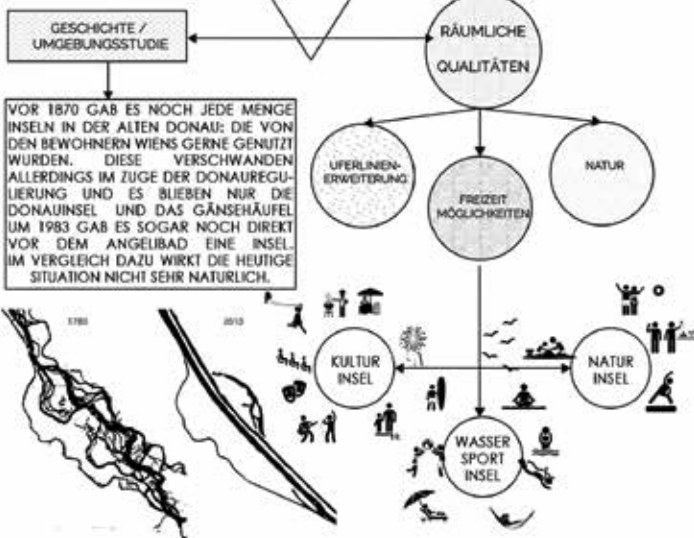 GESCHICHTE /
UMGEBUNGSSTUDIE
RÄUMLICHE
QUALITÄTEN
VOR 1870 GAB ES NOCH JEDE MENGE
INSELN IN DER ALTEN DONAU; DIE VON
DEN BEWOHNERN WIENS GERNE GENUTZT
WURDEN. DIESE VERSCHWANDEN
ALLERDINGS IM ZUGE DER DONAUREGU-
LIERUNG UND ES BLIEBEN NUR DIE
DONAUINSEL UND DAS GÄNSEHÄUFEL
UM 1983 GAB ES SOGAR NOCH DIREKT
VOR DEM ANGELIBAD EINE INSEL.
IM VERGLEICH DAZU WIRKT DIE HEUTIGE
SITUATION NICHT SEHR NATÜRLICH.
UFERLINIEN-
ERWEITERUNG
FREIZEIT
MÖGLICHKEITEN
NATUR
KULTUR
INSEL
NATUR
INSEL
WASSER
SPORT
INSEL